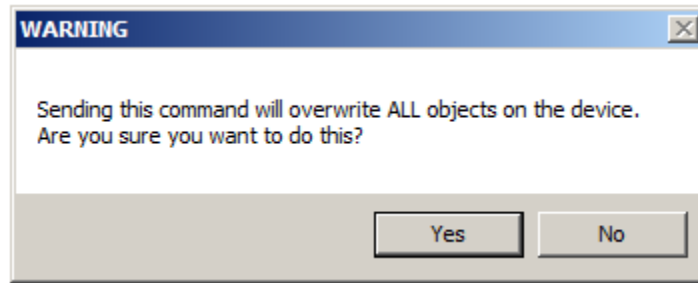 WARNING
Sending this command will overwrite ALL objects on the device.
Are you sure you want to do this?
Yes
No